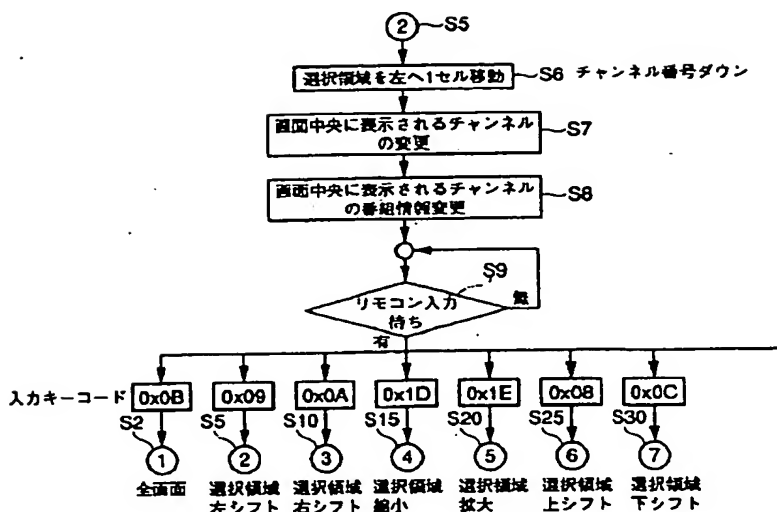 ② S5
選択領域を左へ1セル移動 S6 チャンネル番号ダウン
画面中央に表示されるチャンネル
の変更
S7
画面中央に表示されるチャンネル
の番組情報変更
S8
S9
リモコン入力
待ち
無
有
入力キーコード 0x0B 0x09 0x0A 0x1D 0x1E 0x08 0x0C
S2 S5 S10 S15 S20 S25 S30
① ② ③ ④ ⑤ ⑥ ⑦
全画面 選択領域 選択領域 選択領域 選択領域 選択領域 選択領域
左シフト 右シフト 縮小 拡大 上シフト 下シフト